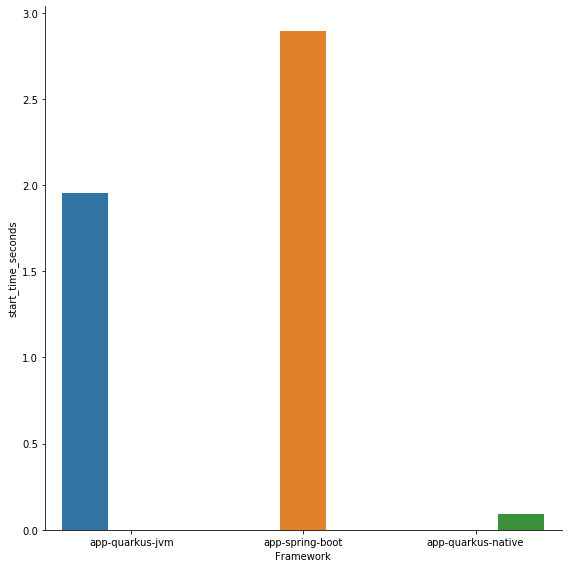 3.0
2.5
2.0
1.5
1.0
0.5
0.0
start_time_seconds
app-quarkus-jvm
app-spring-boot
app-quarkus-native
Framework